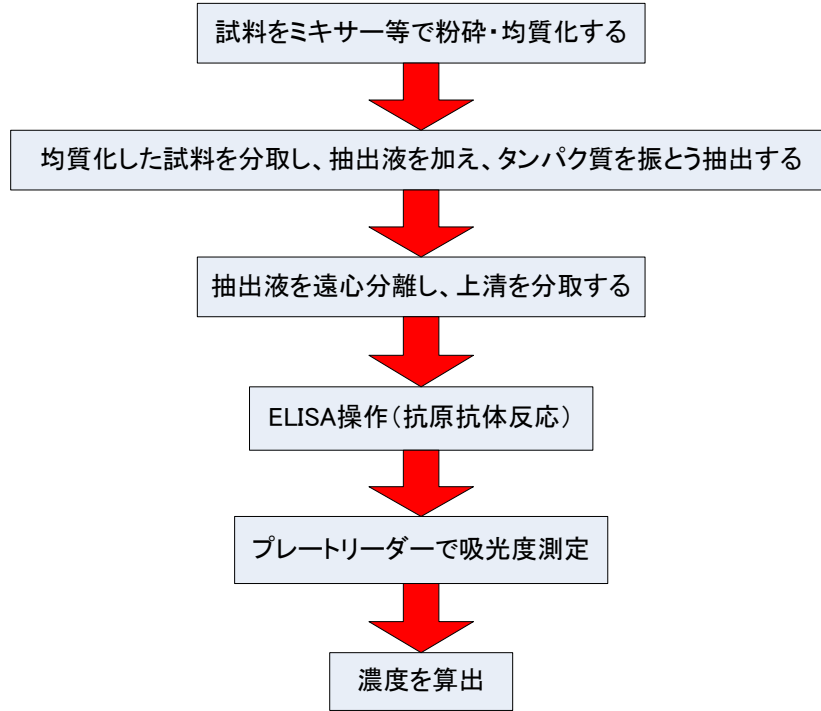 試料をミキサー等で粉砕・均質化する
均質化した試料を分取し、抽出液を加え、タンパク質を振とう抽出する
抽出液を遠心分離し、上清を分取する
ELISA操作（抗原抗体反応）
プレートリーダーで吸光度測定
濃度を算出